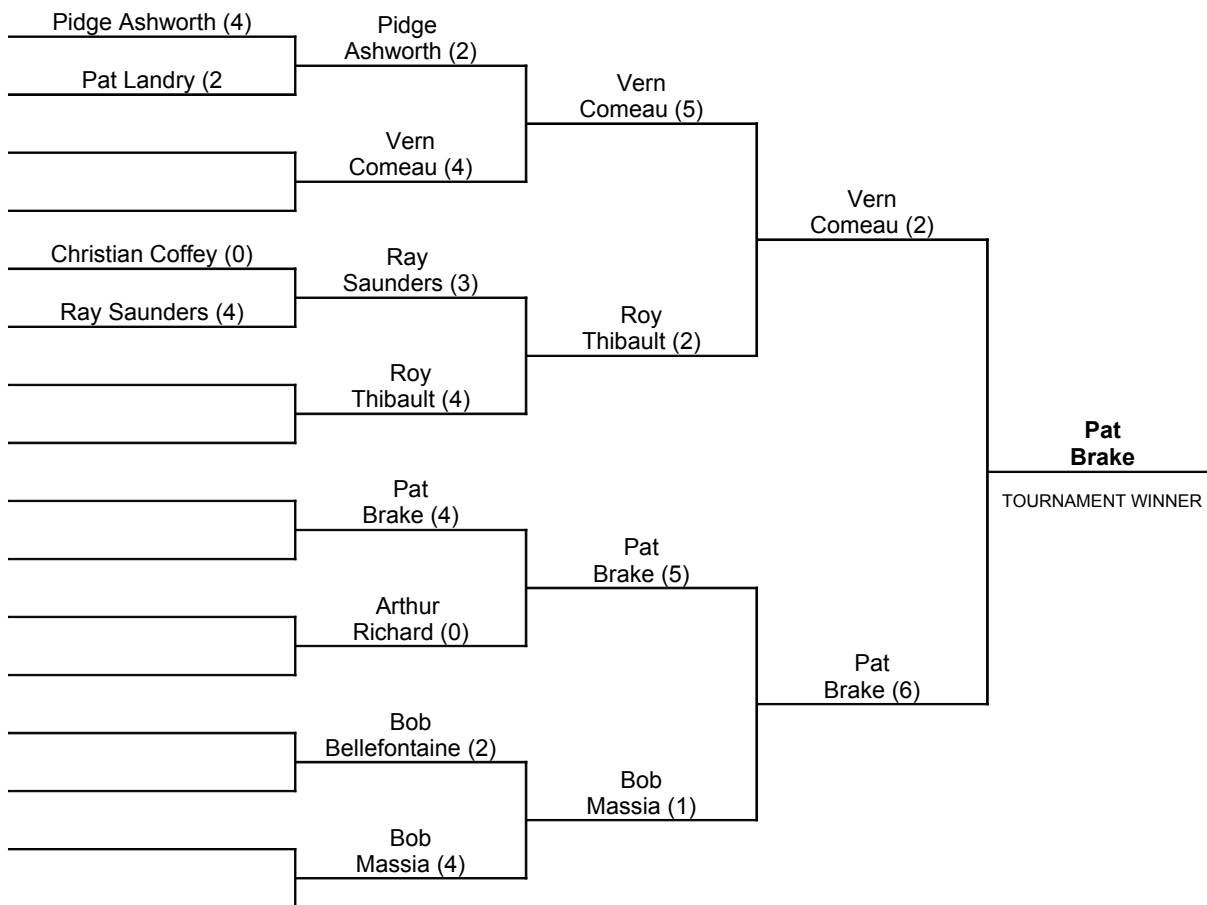 Pidge Ashworth (4)
Pat Landry (2
Pidge
Ashworth (2)
Vern
Comeau (4)
Vern
Comeau (5)
Christian Coffey (0)
Ray Saunders (4)
Ray
Saunders (3)
Roy
Thibault (4)
Roy
Thibault (2)
Vern
Comeau (2)
Pat
Brake (4)
Arthur
Richard (0)
Pat
Brake (5)
Bob
Bellefontaine (2)
Bob
Massia (4)
Bob
Massia (1)
Pat
Brake (6)
Pat
Brake
TOURNAMENT WINNER